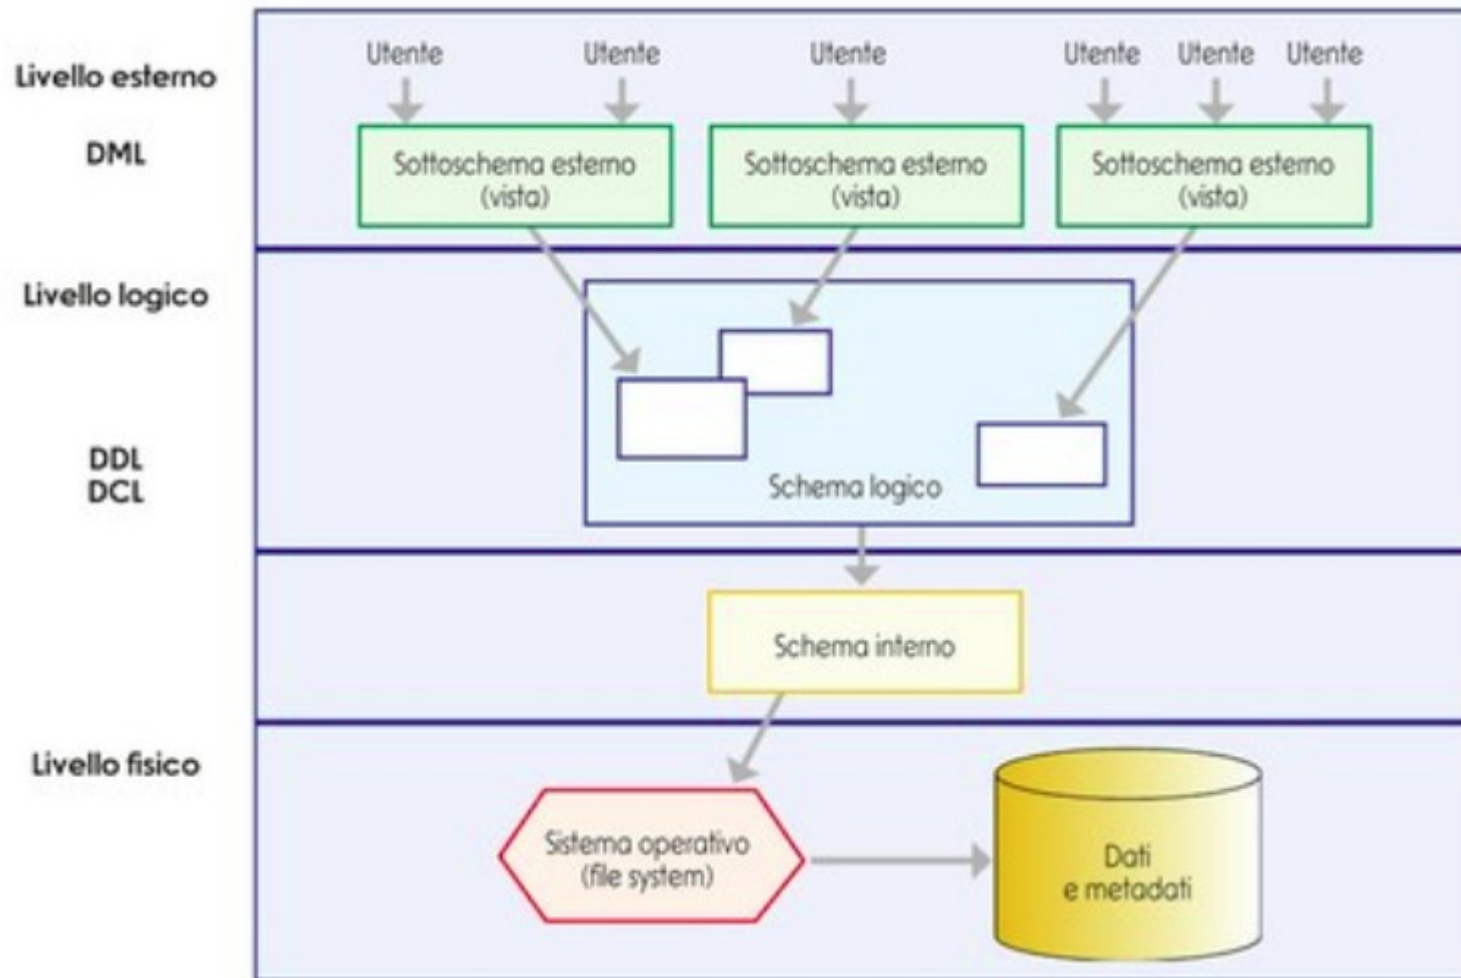 Livello esterno
DML
Utente Utente Utente Utente Utente Utente
Sottoschema esterno
(vista)
Sottoschema esterno
(vista)
Sottoschema esterno
(vista)
Livello logico
DDL
DCL
Schema logico
Schema interno
Livello fisico
Sistema operativo
(file system)
Dati
e metadati